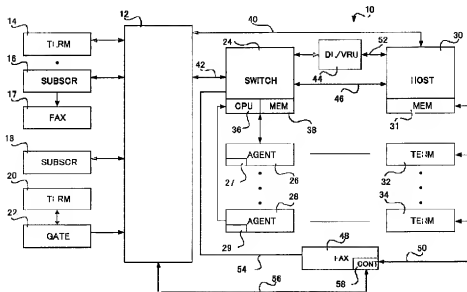 10
12
40
14
TERM
16
SUBSCR
17
FAX
24
SWITCH
42
DL/VRU
44
52
30
HOST
46
CPU
MEM
36
38
MEM
31
18
SUBSCR
20
TERM
22
GATE
AGENT
27
26
TERM
32
AGENT
28
29
TERM
34
48
FAX
CONT
50
54
56
58